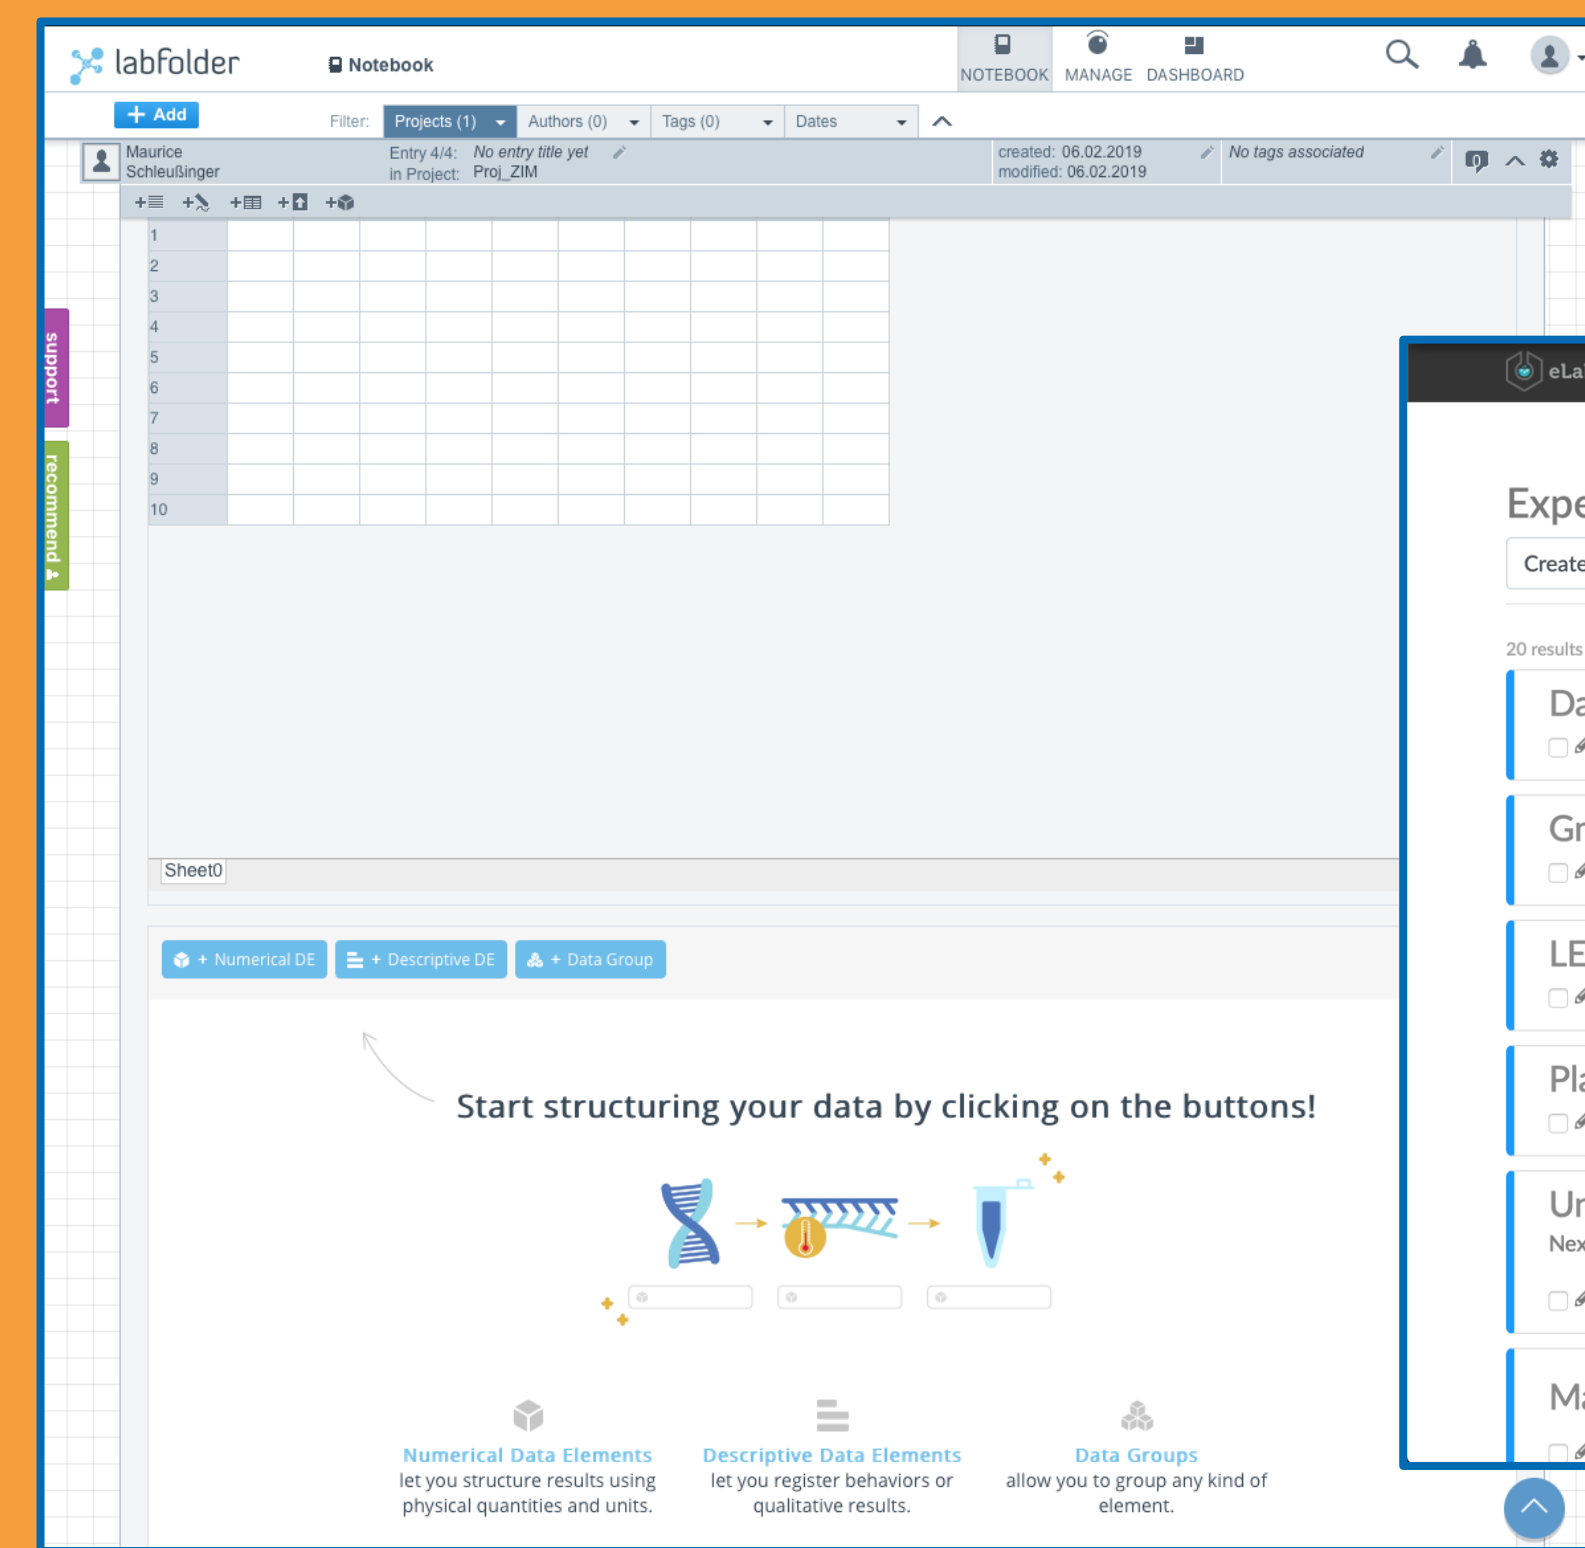 labfolder
Notebook
NOTEBOOK MANAGE DASHBOARD
+ Add
Filter: Projects (1) Authors (0) Tags (0) Dates
Maurice
Schleußinger
Entry 4/4: No entry title yet
in Project: Proj_ZIM
created: 06.02.2019
modified: 06.02.2019
No tags associated
0
1
2
3
4
5
6
7
8
9
10
support
recommend
Sheet0
+ Numerical DE + Descriptive DE + Data Group
Start structuring your data by clicking on the buttons!
Numerical Data Elements
let you structure results using
physical quantities and units.
Descriptive Data Elements
let you register behaviors or
qualitative results.
Data Groups
allow you to group any kind of
element.
eLa
Expe
Create
20 results
Da
Gr
LE
Pla
Un
Nex
Ma